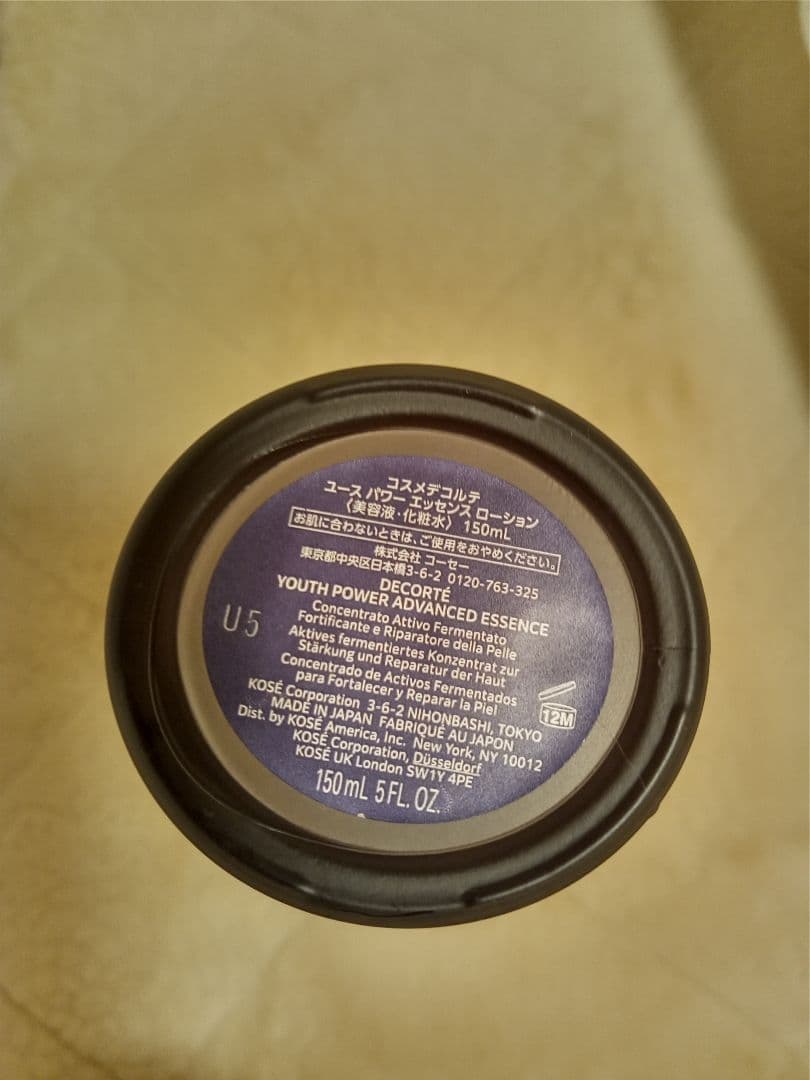 コスメデコルテ
ユース パワー エッセンス ローション
〈美容液・化粧水〉 150mL
お肌に合わないときは、ご使用をおやめください。
株式会社 コーセー
東京都中央区日本橋3-6-2 0120-763-325
DECORTÉ
YOUTH POWER ADVANCED ESSENCE
Concentrato Attivo Fermentato
Fortificante e Riparatore della Pelle
Aktives fermentiertes Konzentrat zur
Stärkung und Reparatur der Haut
Concentrado de Activos Fermentados
para Fortalecer y Reparar la Piel
KOSÉ Corporation 3-6-2 NIHONBASHI, TOKYO
MADE IN JAPAN FABRIQUÉ AU JAPON
Dist. by KOSÉ America, Inc. New York, NY 10012
KOSÉ Corporation, Düsseldorf
KOSÉ UK London SW1Y 4PE
150mL 5FL. OZ.
U5
12M